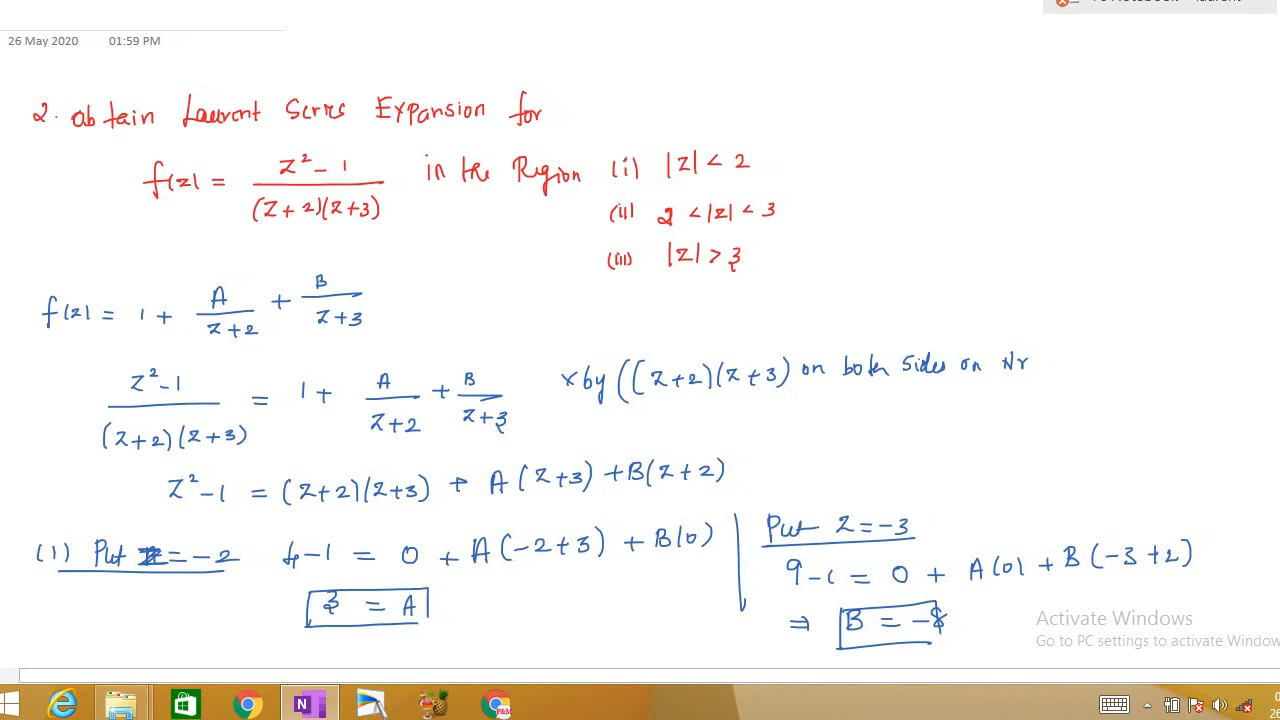 26 May 2020 01:59 PM
2. Obtain Laurent Series Expansion for
f(z) = z² - 1 / (z+2)(z+3) in the Region (i) |z| < 2
(ii) 2 < |z| < 3
(iii) |z| > 3
f(z) = 1 + A / z+2 + B / z+3
z² - 1 / (z+2)(z+3) = 1 + A / z+2 + B / z+3 x by ((z+2)(z+3) on both sides on Nr
z² - 1 = (z+2)(z+3) + A(z+3) + B(z+2)
(1) Put z = -2 4 - 1 = 0 + A(-2+3) + B(0)
3 = A
Put z = -3
9 - 1 = 0 + A(0) + B(-3+2)
⇒ B = -8
Activate Windows
Go to PC settings to activate Window